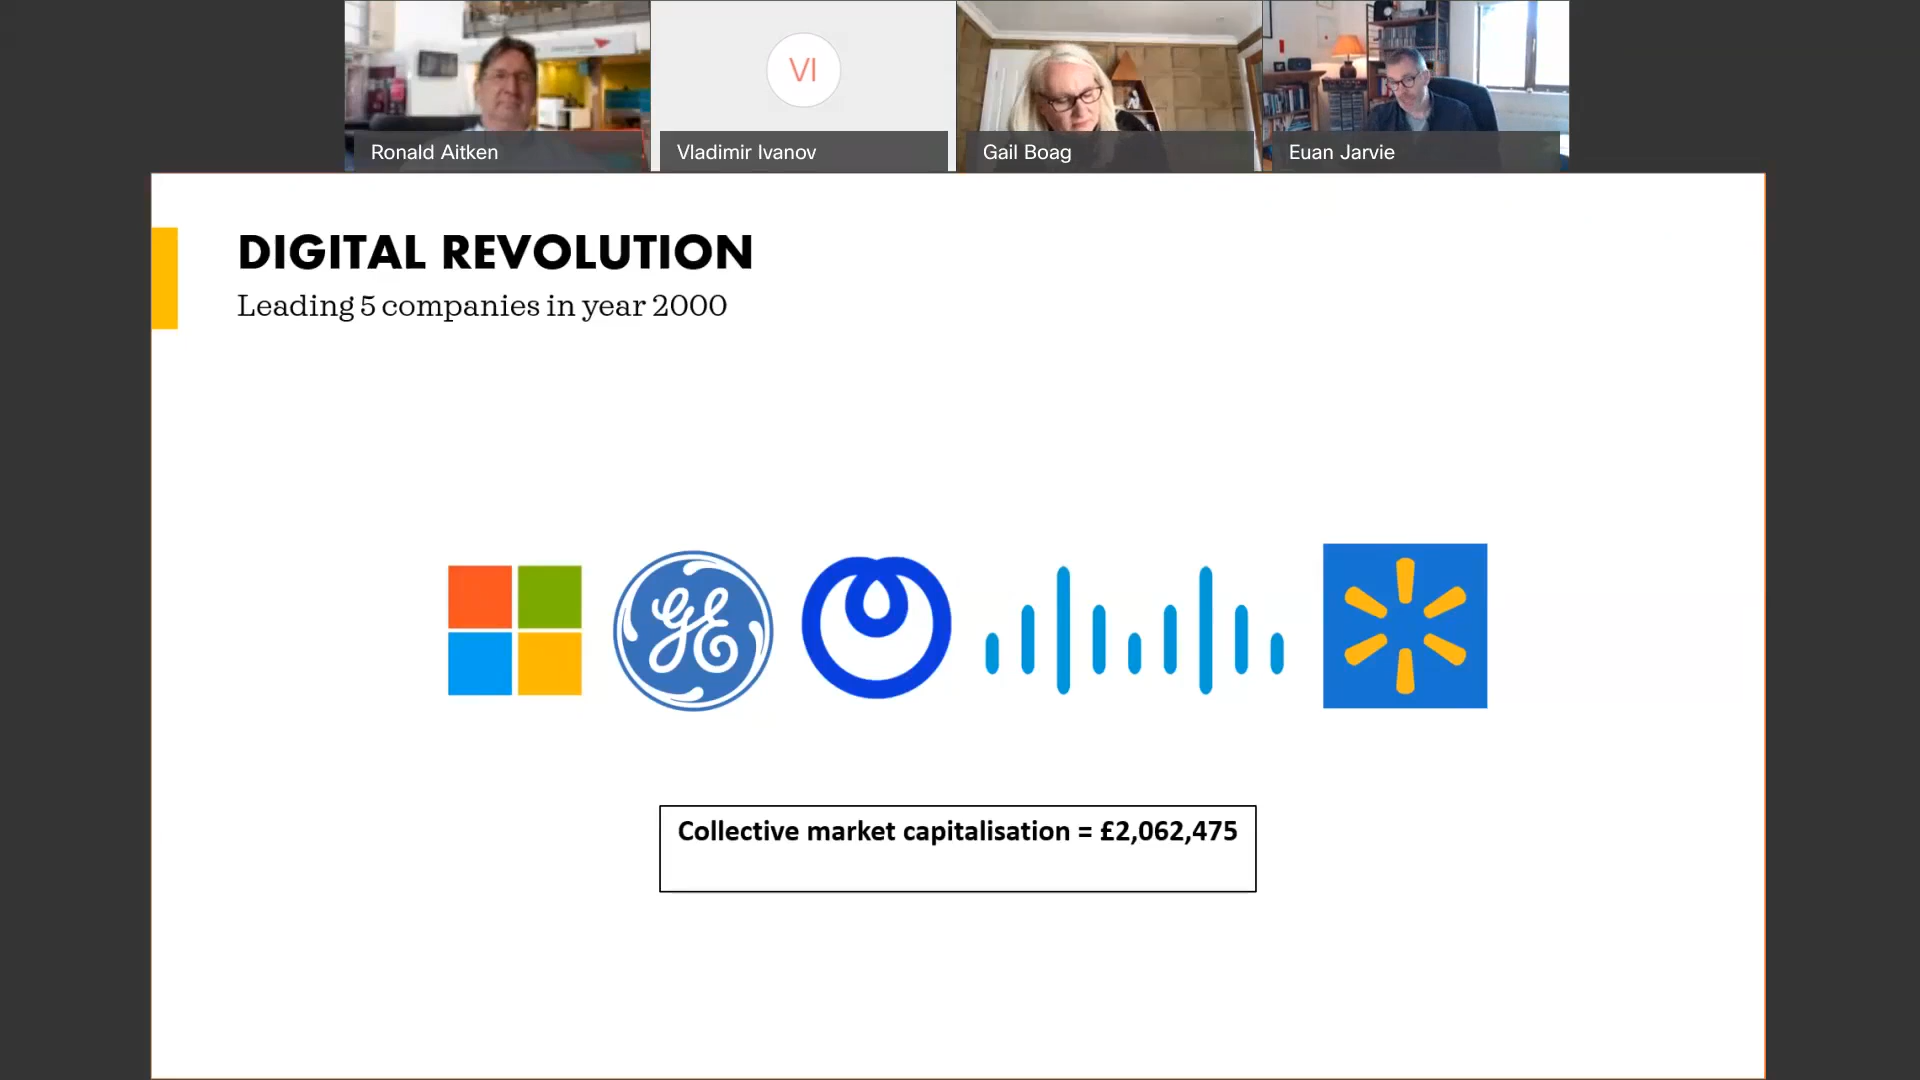 VI
Ronald Aitken
Vladimir Ivanov
Gail Boag
Euan Jarvie
DIGITAL REVOLUTION
Leading 5 companies in year 2000
GE
Collective market capitalisation = £2,062,475